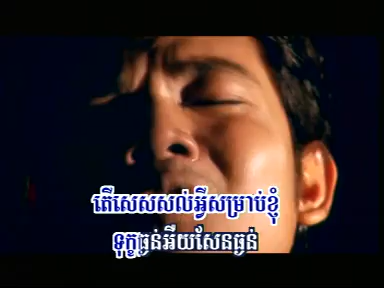 តើសេសសល់អ្វីសម្រាប់ខ្ញុំ
ទុក្ខធ្ងន់អឺយសែនធ្ងន់